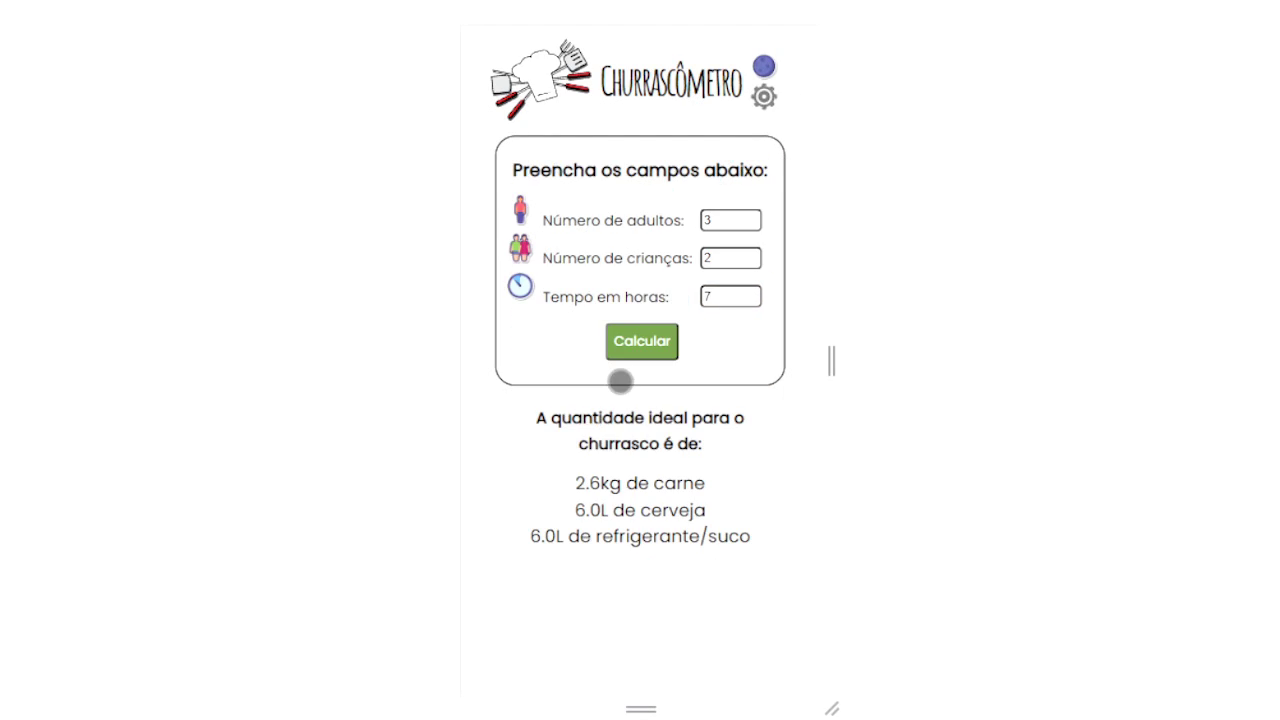 CHURRASCÔMETRO
Preencha os campos abaixo:
Número de adultos: 3
Número de crianças: 2
Tempo em horas: 7
Calcular
A quantidade ideal para o
churrasco é de:
2.6kg de carne
6.0L de cerveja
6.0L de refrigerante/suco